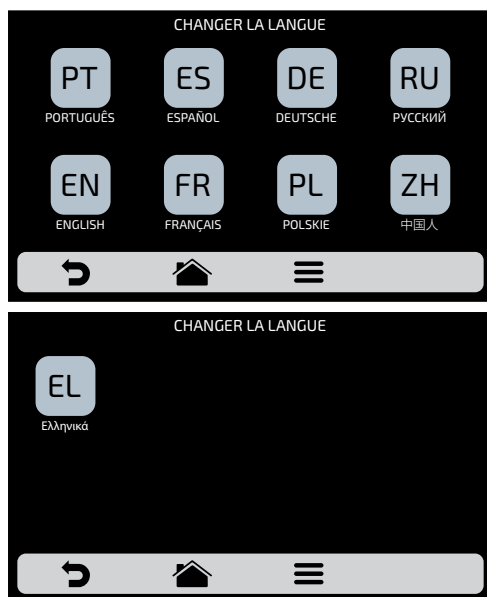 CHANGER LA LANGUE
PT ES DE RU
PORTUGUÊS ESPAÑOL DEUTSCHE РУССКИЙ
EN FR PL ZH
ENGLISH FRANÇAIS POLSKIE 中国人
CHANGER LA LANGUE
EL
Ελληνικά